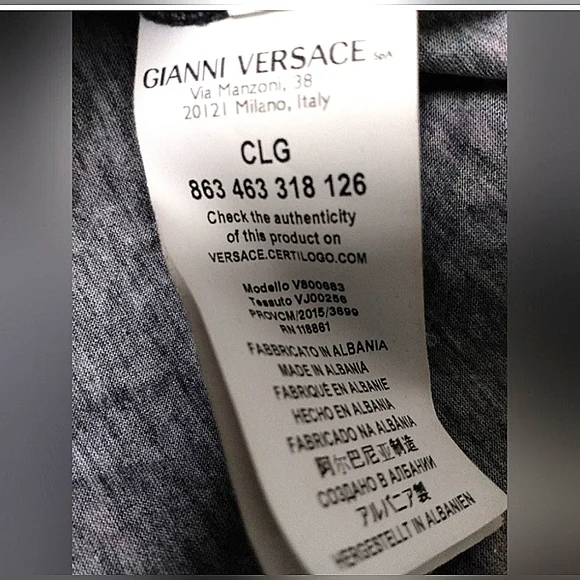 GIANNI VERSACE SpA
Via Manzoni, 38
20121 Milano, Italy
CLG
863 463 318 126
Check the authenticity
of this product on
VERSACE.CERTILOGO.COM
Modello V800683
Tessuto VJ00256
PROVCM/2015/3699
RN 118881
FABBRICATO IN ALBANIA
MADE IN ALBANIA
FABRIQUÉ EN ALBANIE
HECHO EN ALBANIA
FABRICADO NA ALBÂNIA
阿尔巴尼亚制造
СОЗДАНО В АЛБАНИИ
アルバニア製
HERGESTELLT IN ALBANIEN